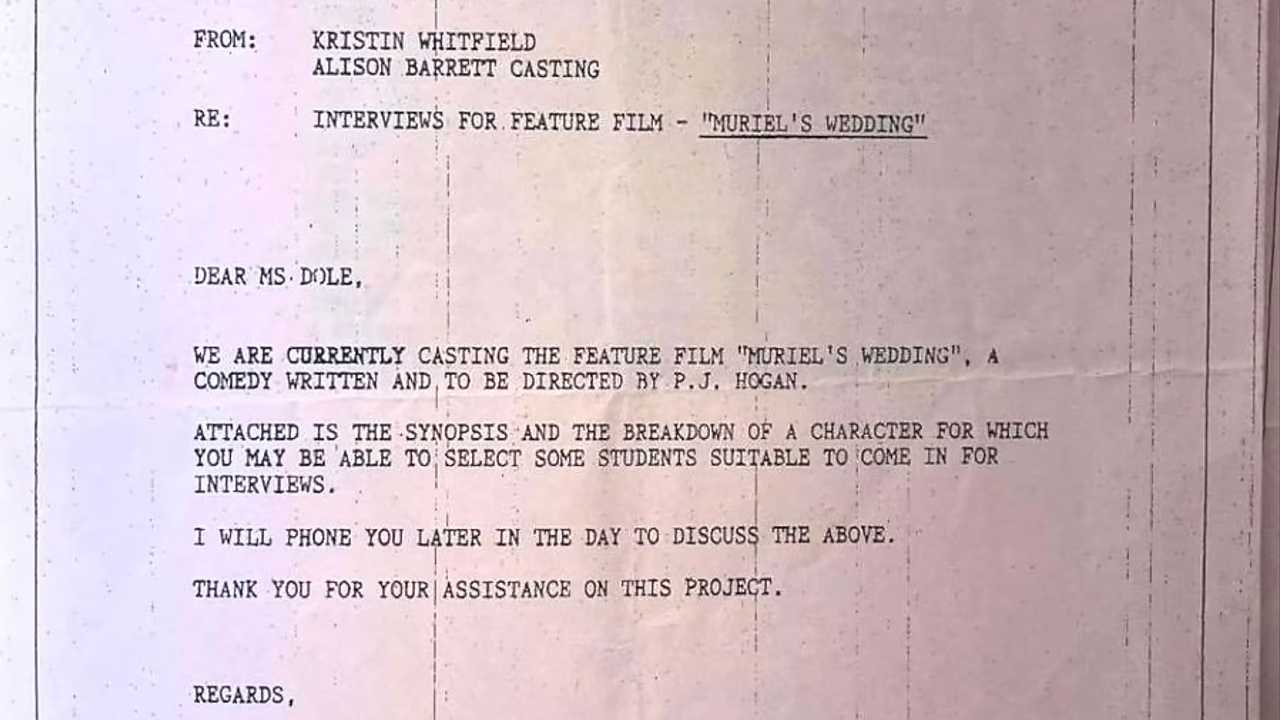 FROM: KRISTIN WHITFIELD
ALISON BARRETT CASTING
RE: INTERVIEWS FOR FEATURE FILM - "MURIEL'S WEDDING"
DEAR MS DOLE,
WE ARE CURRENTLY CASTING THE FEATURE FILM "MURIEL'S WEDDING", A
COMEDY WRITTEN AND TO BE DIRECTED BY P.J. HOGAN.
ATTACHED IS THE SYNOPSIS AND THE BREAKDOWN OF A CHARACTER FOR WHICH
YOU MAY BE ABLE TO SELECT SOME STUDENTS SUITABLE TO COME IN FOR
INTERVIEWS.
I WILL PHONE YOU LATER IN THE DAY TO DISCUSS THE ABOVE.
THANK YOU FOR YOUR ASSISTANCE ON THIS PROJECT.
REGARDS,